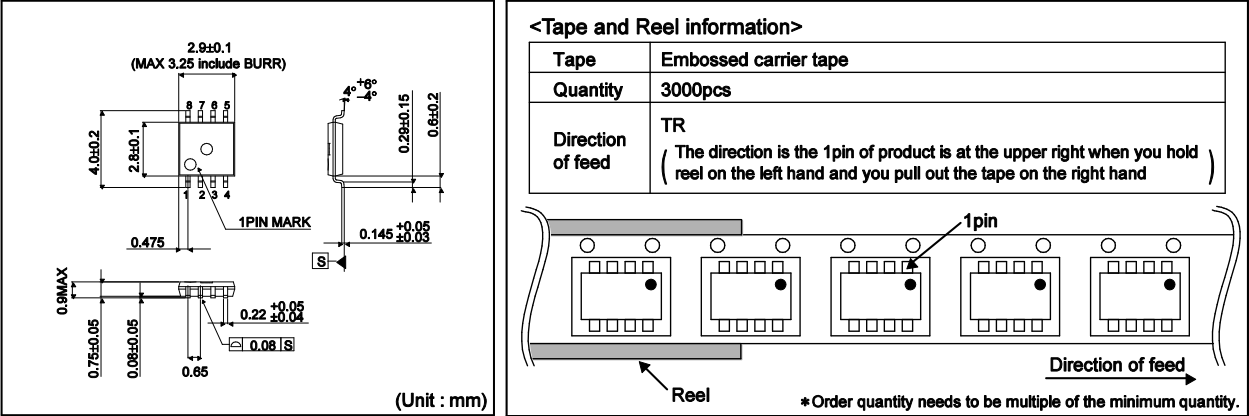 2.9±0.1
(MAX 3.25 include BURR)
8 7 6 5
4.0±0.2
2.8±0.1
1 2 3 4
1PIN MARK
0.475
4° +6° −4°
0.29±0.15
0.6±0.2
0.145 +0.05 ±0.03
S
0.9MAX
0.75±0.05
0.08±0.05
0.22 +0.05 ±0.04
0.08 S
0.65
(Unit : mm)
<Tape and Reel information>
Tape Embossed carrier tape
Quantity 3000pcs
Direction of feed
TR
( The direction is the 1pin of product is at the upper right when you hold
reel on the left hand and you pull out the tape on the right hand )
1pin
Reel
Direction of feed
*Order quantity needs to be multiple of the minimum quantity.